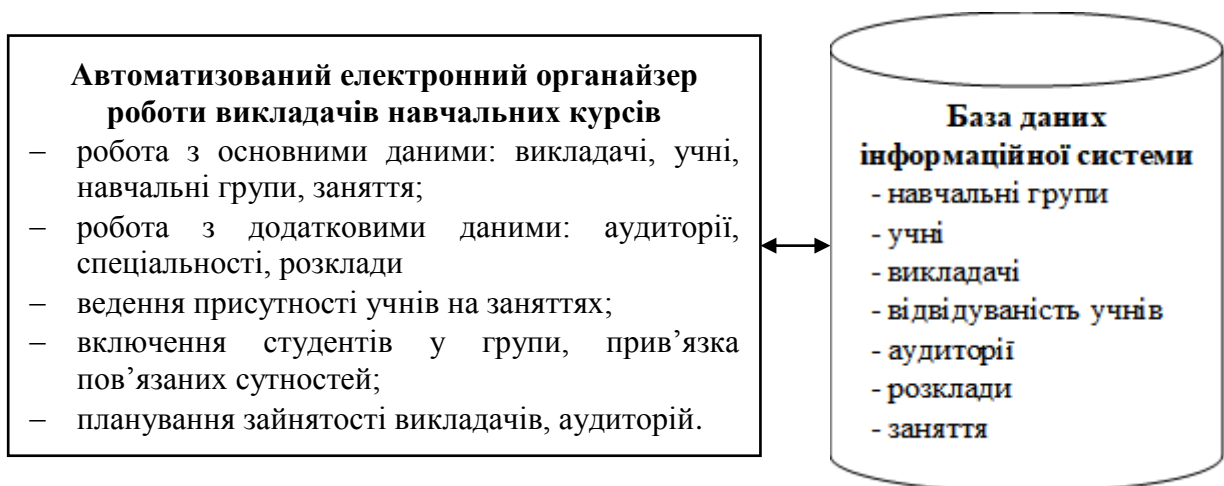 Автоматизований електронний органайзер
роботи викладачів навчальних курсів
– робота з основними даними: викладачі, учні,
навчальні групи, заняття;
– робота з додатковими даними: аудиторії,
спеціальності, розклади
– ведення присутності учнів на заняттях;
– включення студентів у групи, прив’язка
пов’язаних сутностей;
– планування зайнятості викладачів, аудиторій.
База даних
інформаційної системи
- навчальні групи
- учні
- викладачі
- відвідуваність учнів
- аудиторії
- розклади
- заняття